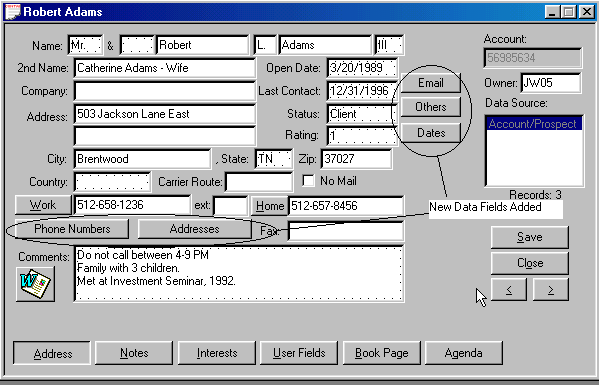 Robert Adams
Name: Mr. & Robert L. Adams III
Account:
56985634
2nd Name: Catherine Adams - Wife Open Date: 3/20/1989
Email
Owner: JW05
Company: Last Contact: 12/31/1996
Others
Data Source:
Address: 503 Jackson Lane East Status: Client
Account/Prospect
Rating: 1
Dates
City: Brentwood , State: TN Zip: 37027
Country: Carrier Route: No Mail
Records: 3
Work 512-658-1236 ext: Home 512-657-8456
New Data Fields Added
Phone Numbers Addresses Fax:
Save
Comments: Do not call between 4-9 PM
Family with 3 children.
Met at Investment Seminar, 1992.
Close
W
< >
Address Notes Interests User Fields Book Page Agenda